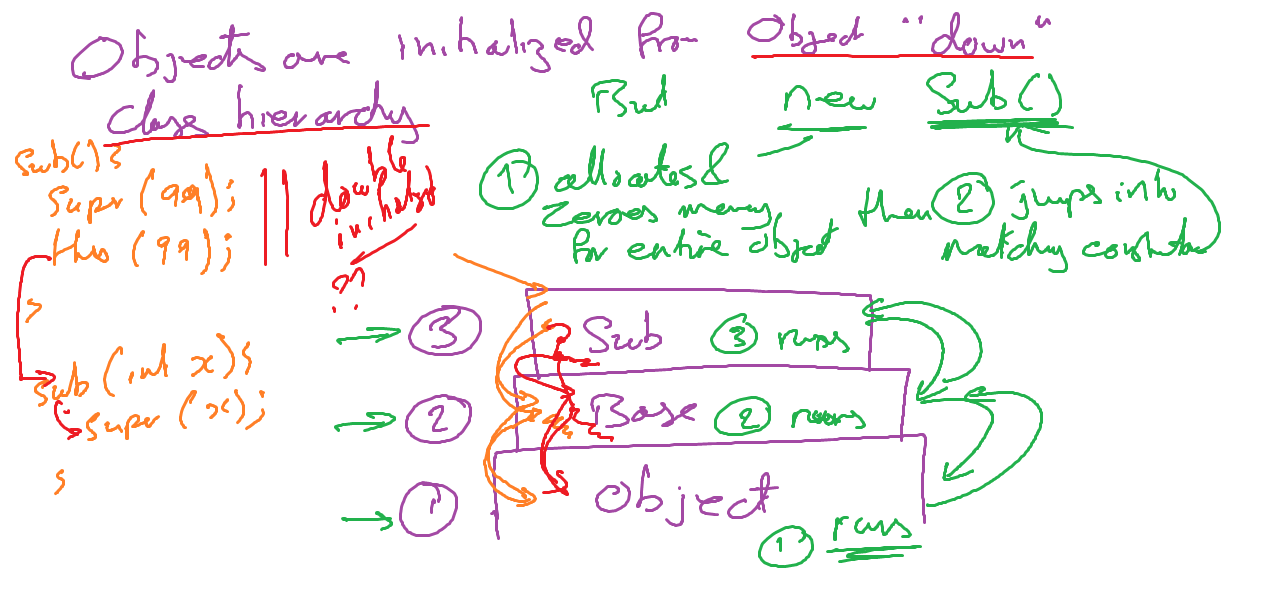 Objects are initialized from Object "down"
class hierarchy
But new Sub()
① allocates &
zeroes memory
for entire object
then ② jumps into
matching constructor
Sub(){
super(99);
this (99);
}
double
initialized
??
Sub (int x){
super (x);
}
③ Sub ③ runs
② Base ② runs
① Object
① runs